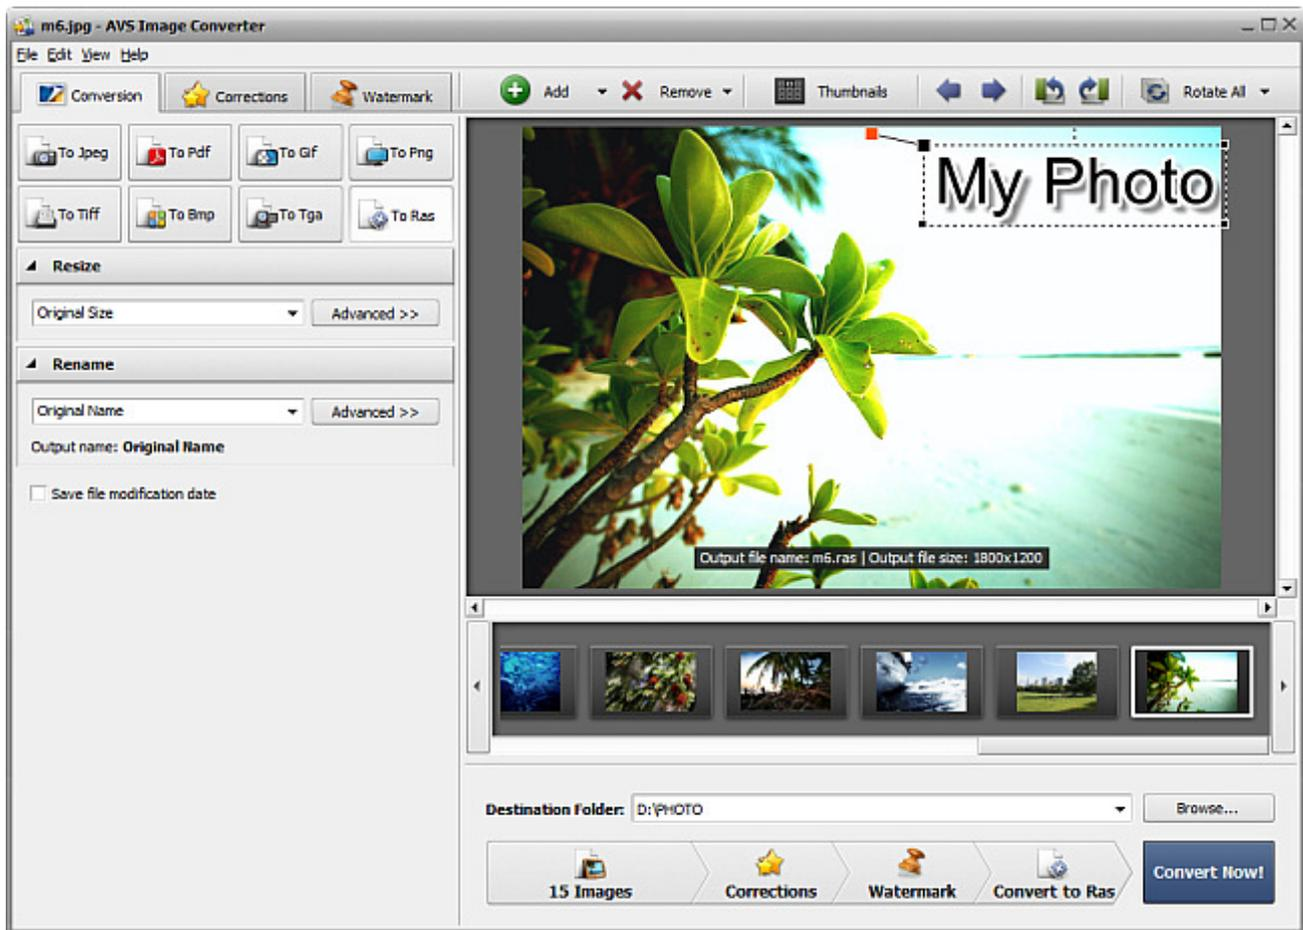 m6.jpg - AVS Image Converter
File Edit View Help
Conversion Corrections Watermark
Add Remove Thumbnails Rotate All
To Jpeg To Pdf To Gif To Png
To Tiff To Bmp To Tga To Ras
Resize
Original Size Advanced >>
Rename
Original Name Advanced >>
Output name: Original Name
Save file modification date
My Photo
Output file name: m6.ras | Output file size: 1800x1200
Destination Folder: D:\PHOTO Browse...
15 Images Corrections Watermark Convert to Ras Convert Now!